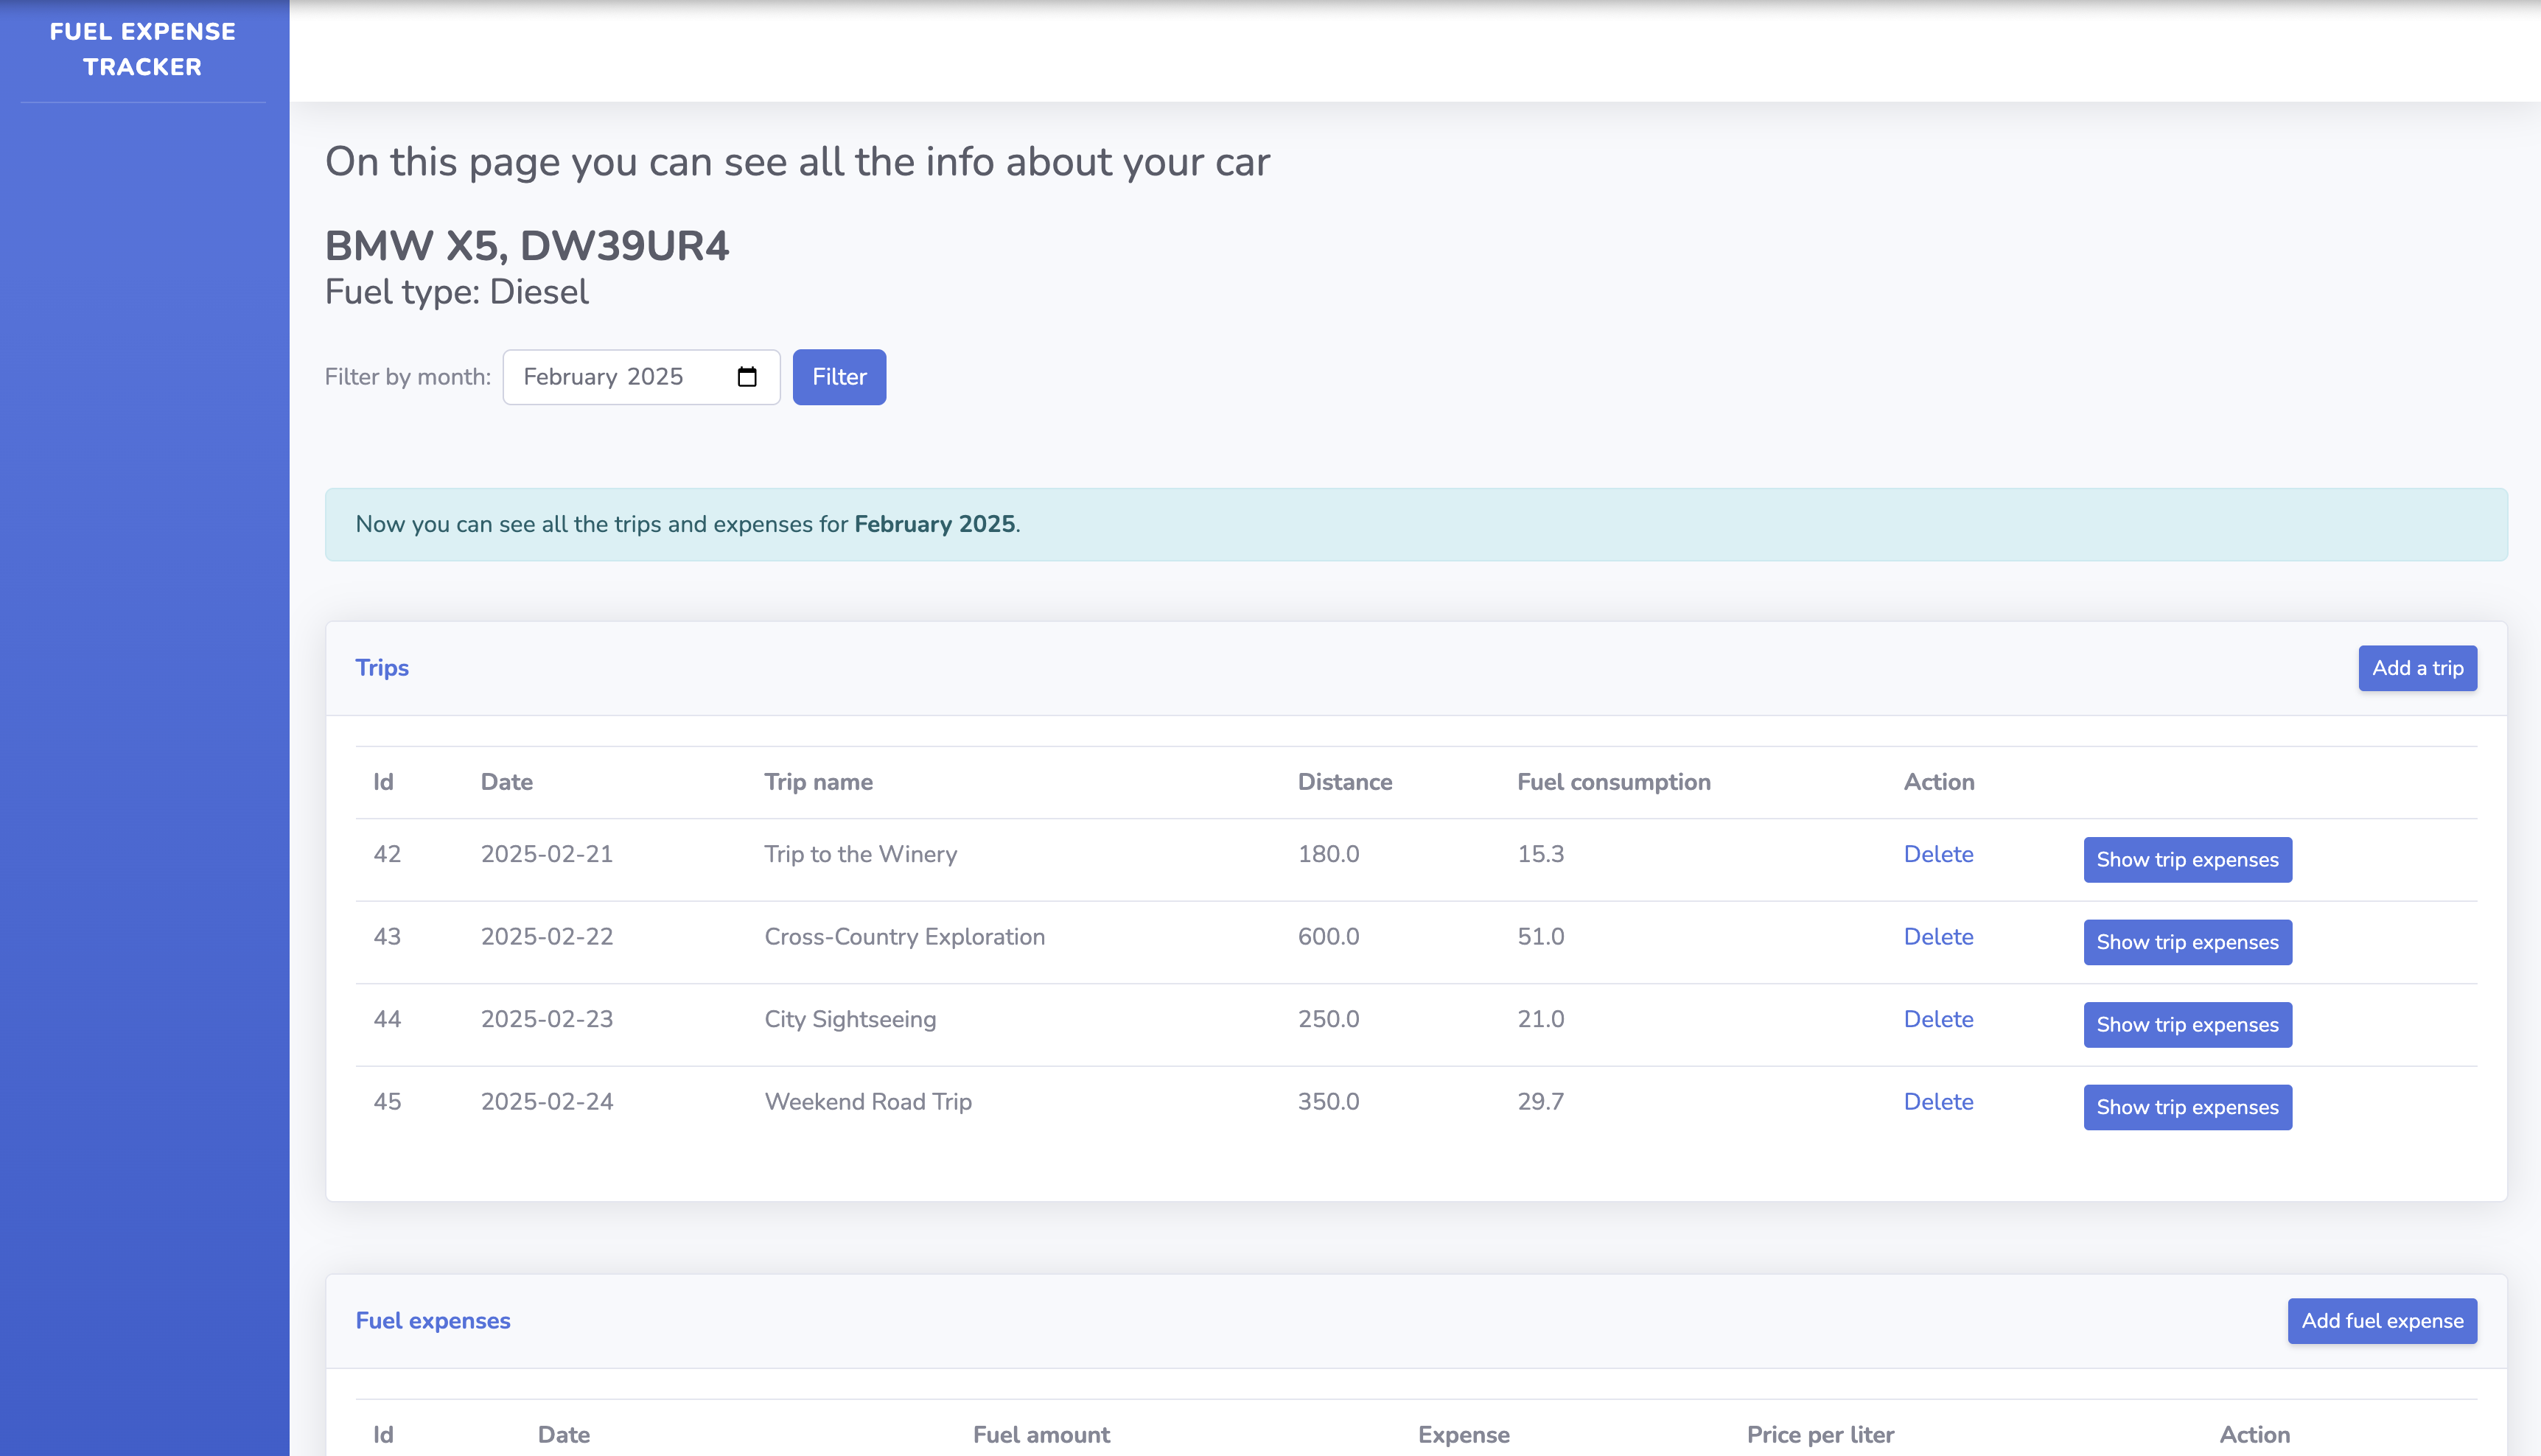 FUEL EXPENSE
TRACKER
On this page you can see all the info about your car
BMW X5, DW39UR4
Fuel type: Diesel
Filter by month: February 2025 Filter
Now you can see all the trips and expenses for February 2025.
Trips Add a trip
Id Date Trip name Distance Fuel consumption Action
42 2025-02-21 Trip to the Winery 180.0 15.3 Delete Show trip expenses
43 2025-02-22 Cross-Country Exploration 600.0 51.0 Delete Show trip expenses
44 2025-02-23 City Sightseeing 250.0 21.0 Delete Show trip expenses
45 2025-02-24 Weekend Road Trip 350.0 29.7 Delete Show trip expenses
Fuel expenses Add fuel expense
Id Date Fuel amount Expense Price per liter Action